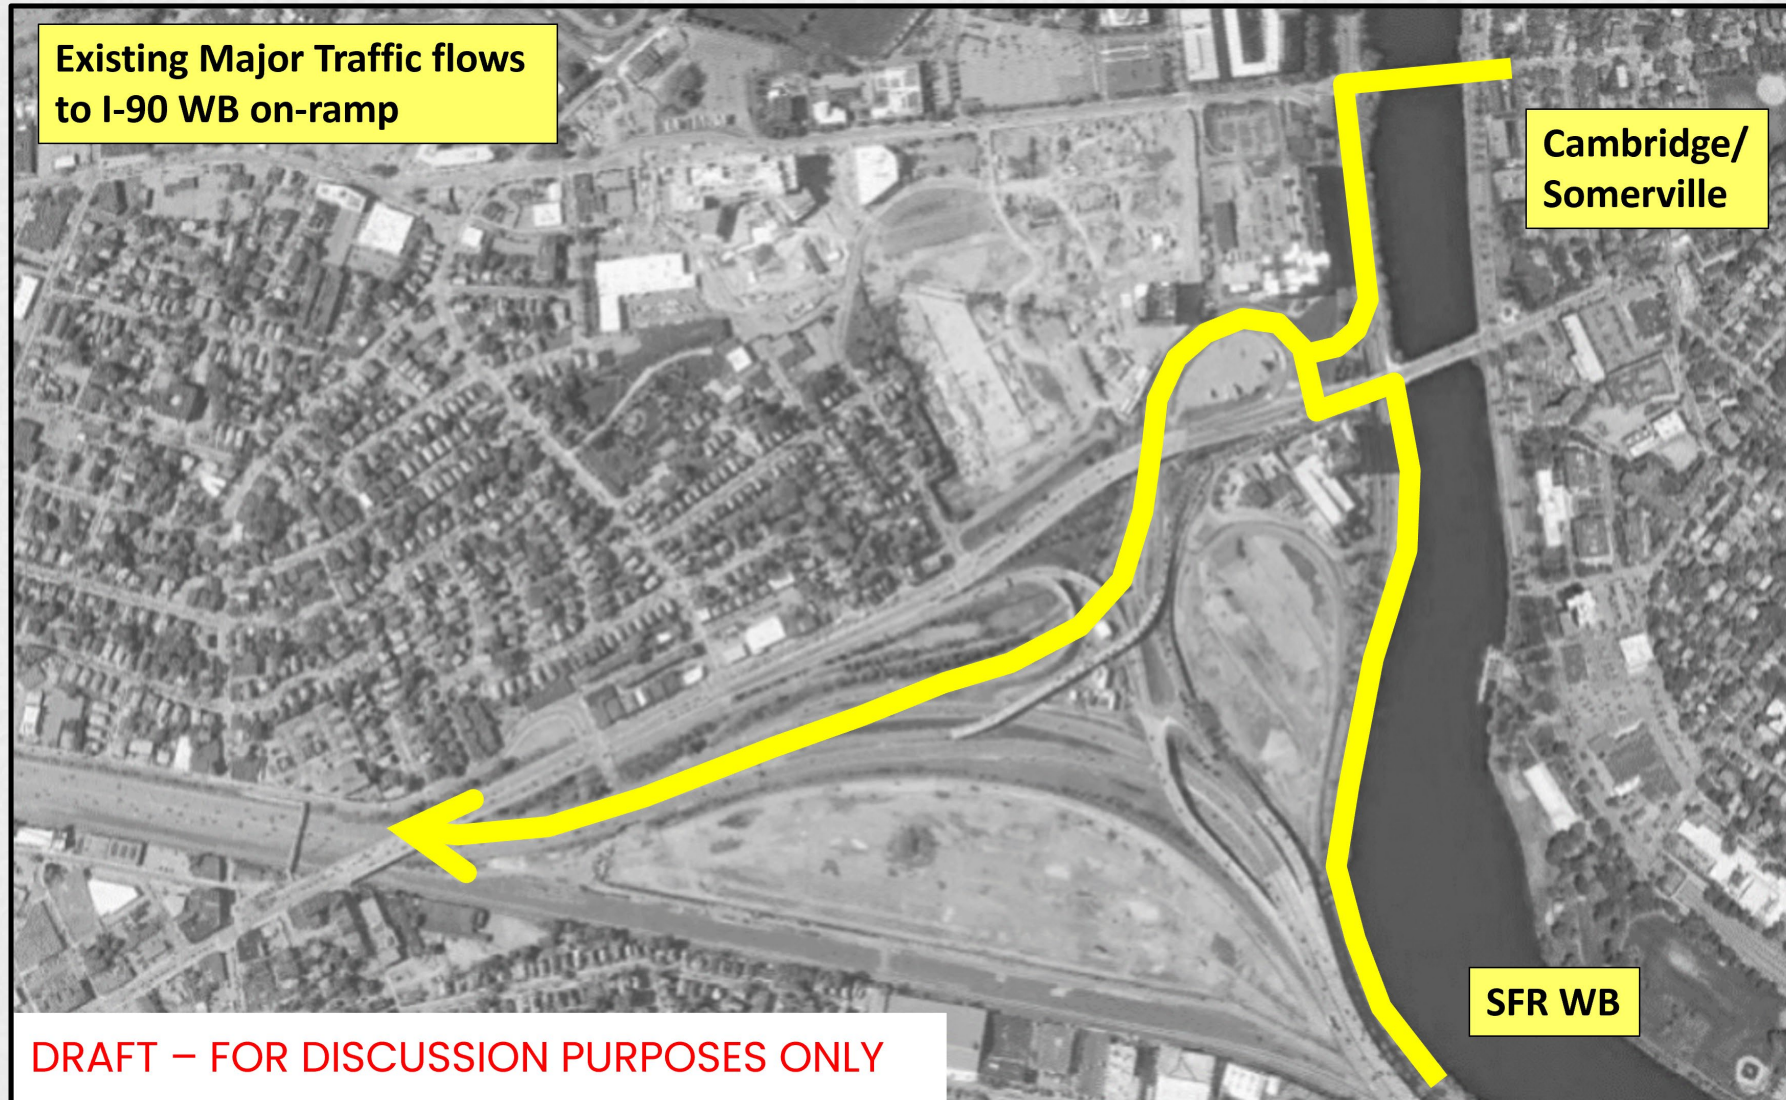 Existing Major Traffic flows
to I-90 WB on-ramp
Cambridge/
Somerville
SFR WB
DRAFT – FOR DISCUSSION PURPOSES ONLY